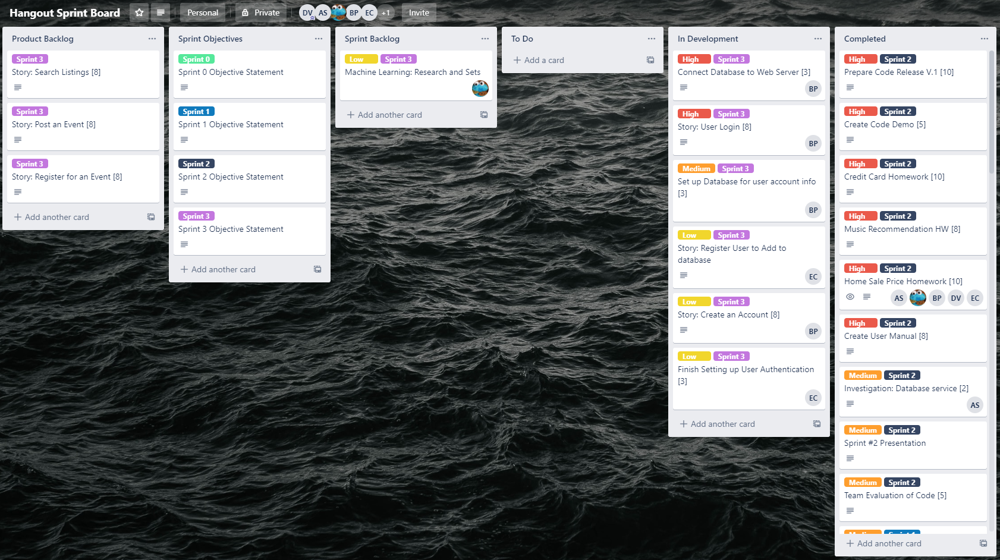 Hangout Sprint Board
Personal
Private
DV
AS
BP
EC
+1
Invite
Product Backlog
Sprint 3
Story: Search Listings [8]
Sprint 3
Story: Post an Event [8]
Sprint 3
Story: Register for an Event [8]
Add another card
Sprint Objectives
Sprint 0
Sprint 0 Objective Statement
Sprint 1
Sprint 1 Objective Statement
Sprint 2
Sprint 2 Objective Statement
Sprint 3
Sprint 3 Objective Statement
Add another card
Sprint Backlog
Low Sprint 3
Machine Learning: Research and Sets
Add another card
To Do
Add a card
In Development
High Sprint 3
Connect Database to Web Server [3]
BP
High Sprint 3
Story: User Login [8]
BP
Medium Sprint 3
Set up Database for user account info
[3]
BP
Low Sprint 3
Story: Register User to Add to
database
EC
Low Sprint 3
Story: Create an Account [8]
BP
Low Sprint 3
Finish Setting up User Authentication
[3]
EC
Add another card
Completed
High Sprint 2
Prepare Code Release V.1 [10]
High Sprint 2
Create Code Demo [5]
High Sprint 2
Credit Card Homework [10]
High Sprint 2
Music Recommendation HW [8]
High Sprint 2
Home Sale Price Homework [10]
AS BP DV EC
High Sprint 2
Create User Manual [8]
Medium Sprint 2
Investigation: Database service [2]
AS
Medium Sprint 2
Sprint #2 Presentation
Medium Sprint 2
Team Evaluation of Code [5]
Add another card